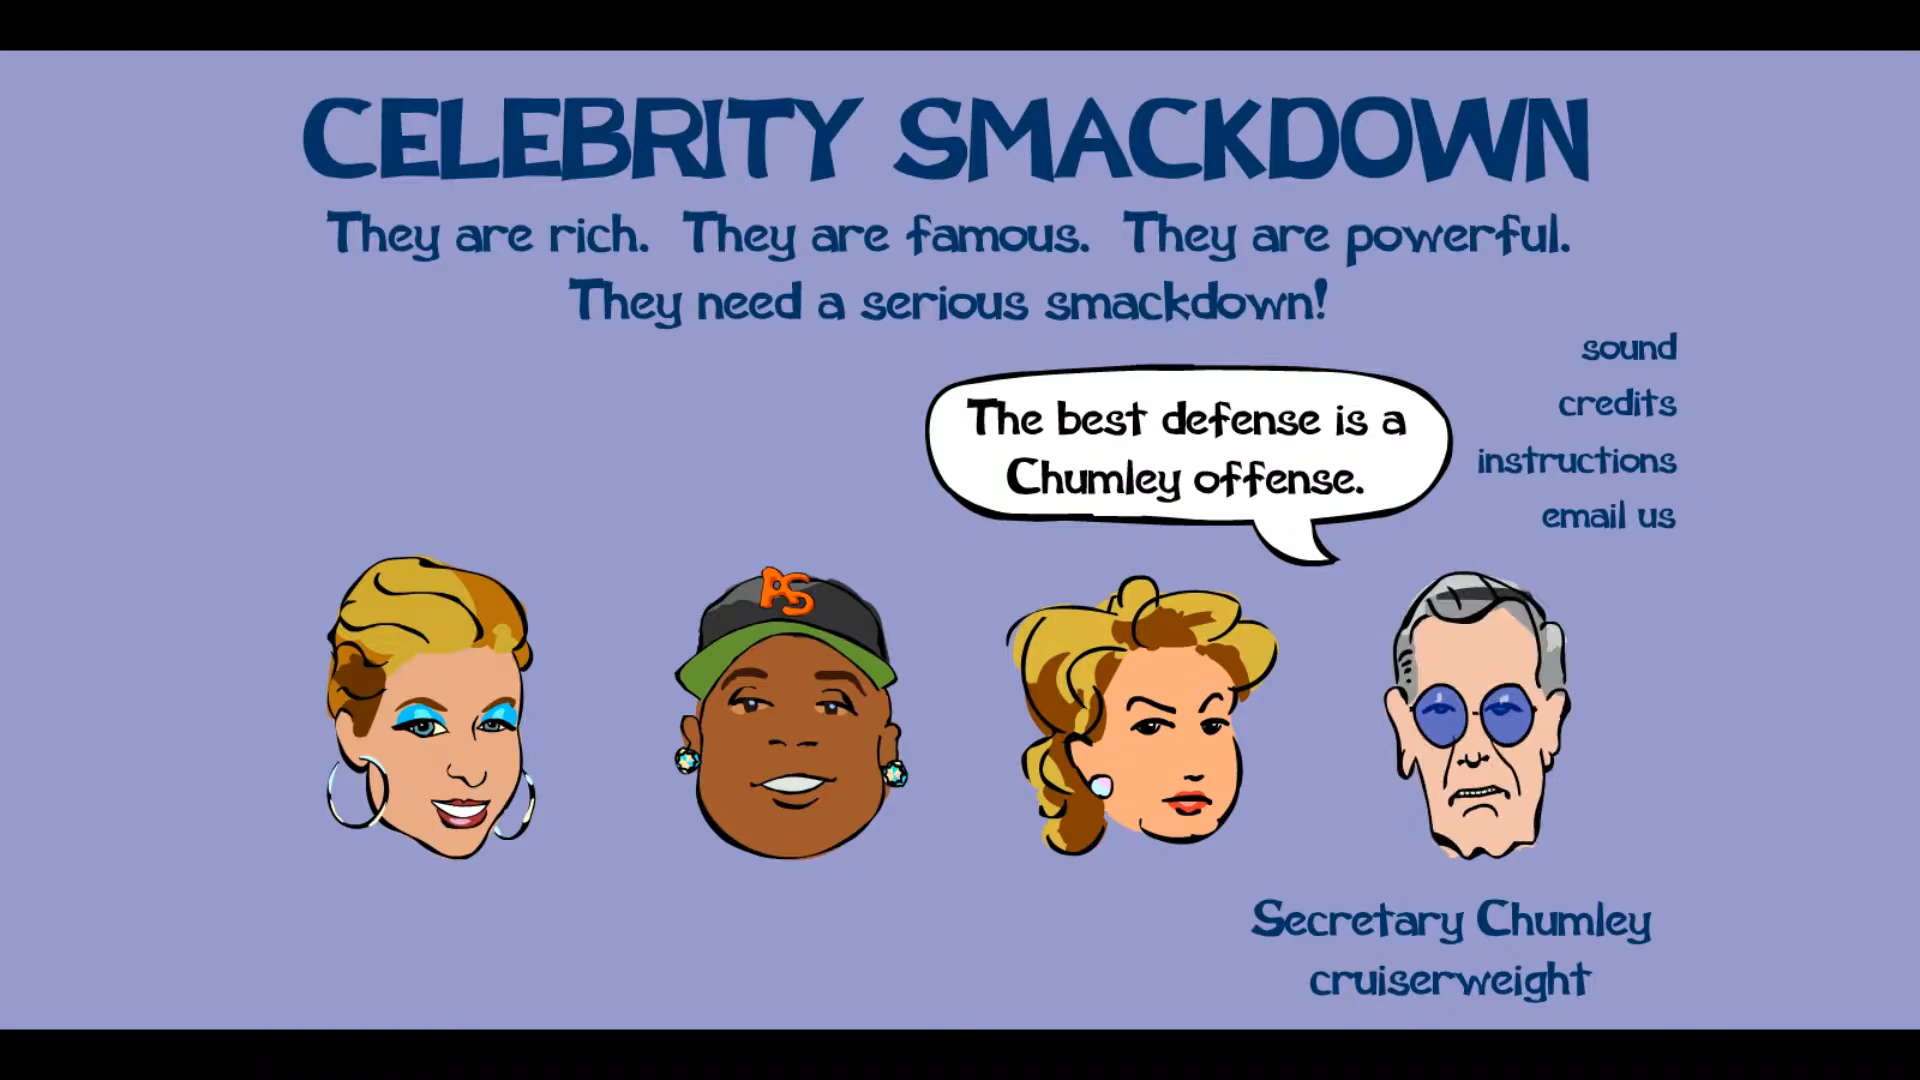 CELEBRITY SMACKDOWN
They are rich. They are famous. They are powerful.
They need a serious smackdown!
sound
credits
instructions
email us
The best defense is a
Chumley offense.
AS
Secretary Chumley
cruiserweight